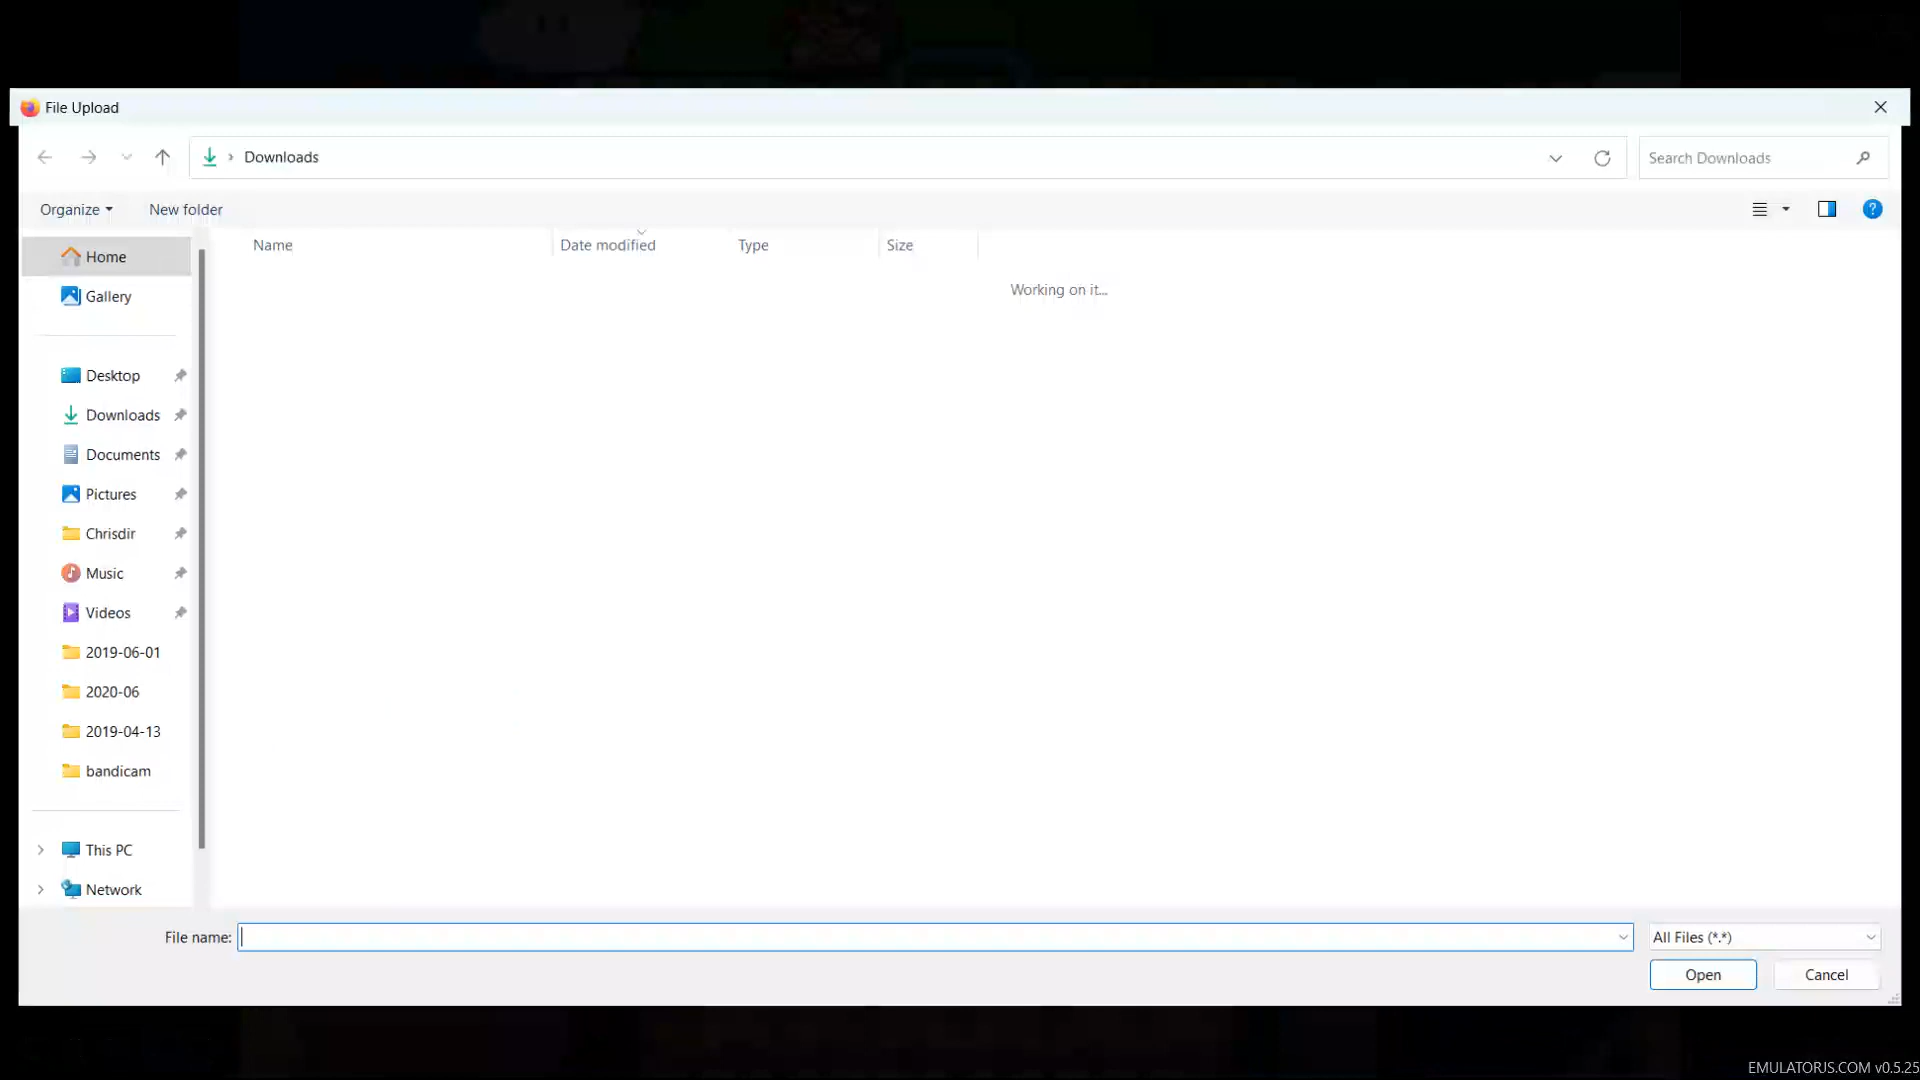 File Upload
Downloads
Search Downloads
Organize
New folder
Name
Date modified
Type
Size
Home
Working on it...
Gallery
Desktop
Downloads
Documents
Pictures
Chrisdir
Music
Videos
2019-06-01
2020-06
2019-04-13
bandicam
This PC
Network
File name:
All Files (*.*)
Open
Cancel
EMULATORJS.COM v0.5.25